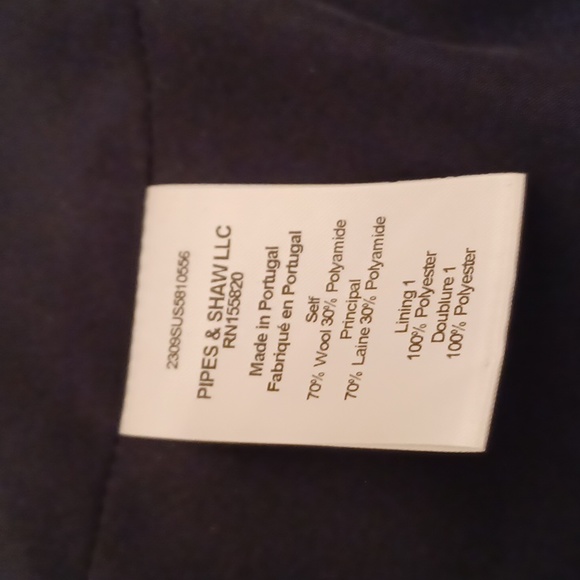 2309SUS5810556
PIPES & SHAW LLC
RN155820
Made in Portugal
Fabriqué en Portugal
Self
70% Wool 30% Polyamide
Principal
70% Laine 30% Polyamide
Lining 1
100% Polyester
Doublure 1
100% Polyester